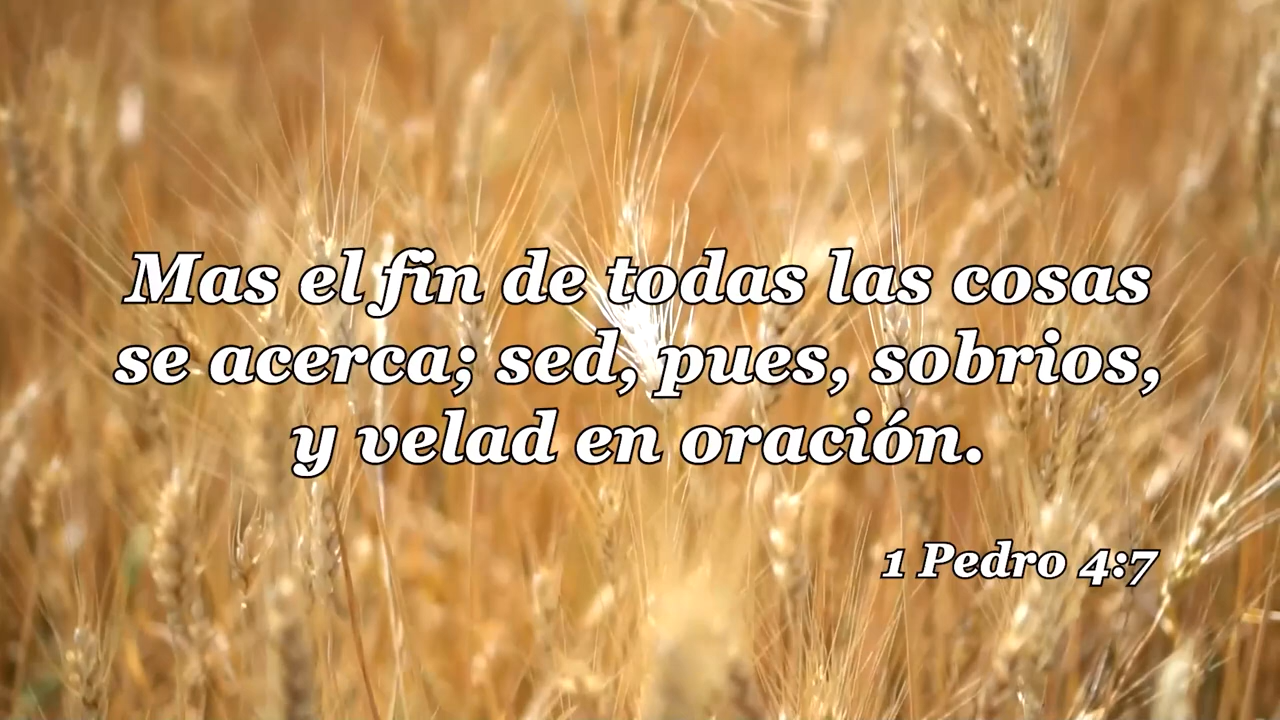 Mas el fin de todas las cosas
se acerca; sed, pues, sobrios,
y velad en oración.
1 Pedro 4:7